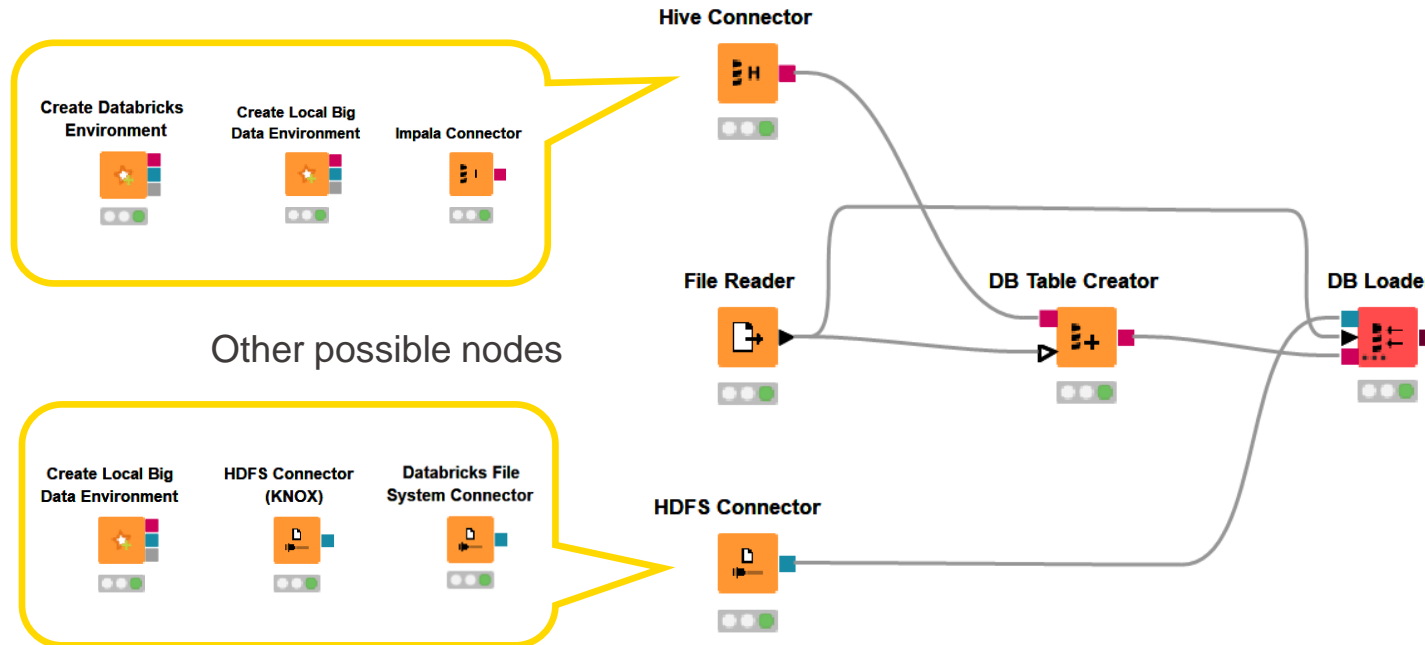 Hive Connector
Create Databricks
Environment
Create Local Big
Data Environment
Impala Connector
File Reader
DB Table Creator
DB Loade
Other possible nodes
Create Local Big
Data Environment
HDFS Connector
(KNOX)
Databricks File
System Connector
HDFS Connector